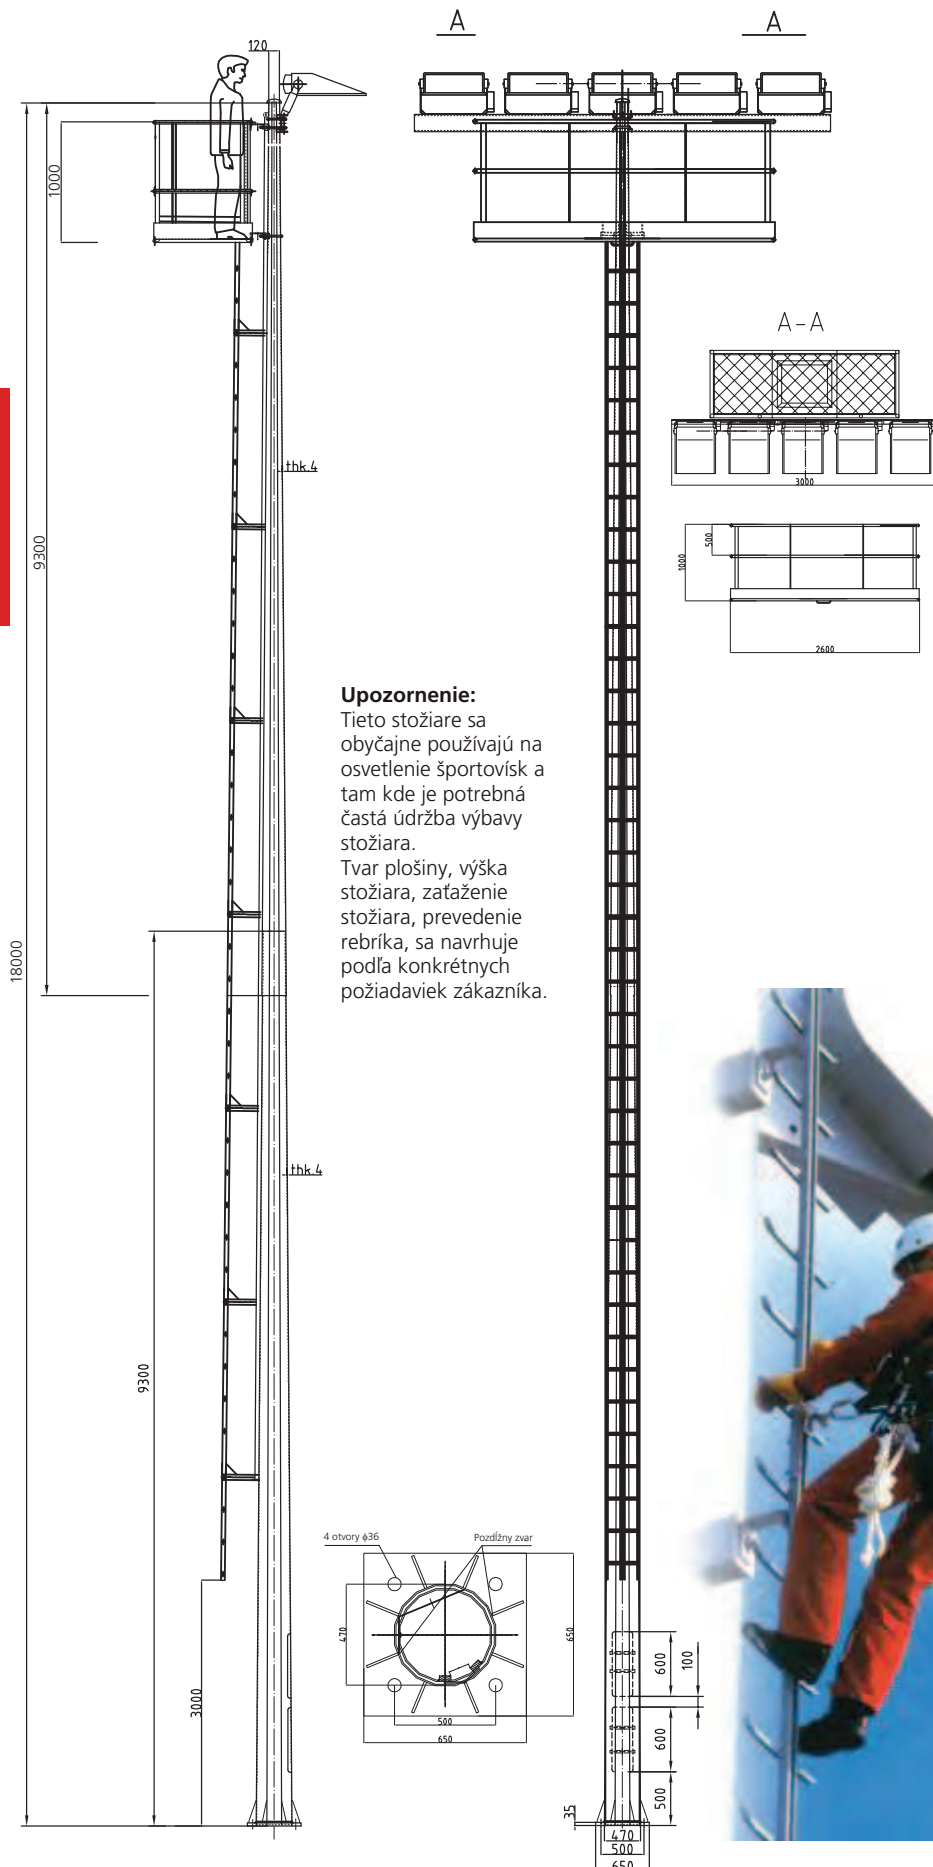 A A
120
1000
9300
18000
thk.4
A-A
3000
500
1000
2600
Upozornenie:
Tieto stožiare sa
obyčajne používajú na
osvetlenie športovísk a
tam kde je potrebná
častá údržba výbavy
stožiara.
Tvar plošiny, výška
stožiara, zaťaženie
stožiara, prevedenie
rebríka, sa navrhuje
podľa konkrétnych
požiadaviek zákazníka.
thk.4
9300
3000
4 otvory ϕ36
Pozdĺžny zvar
470
650
500
650
600
100
600
500
35
470
500
650